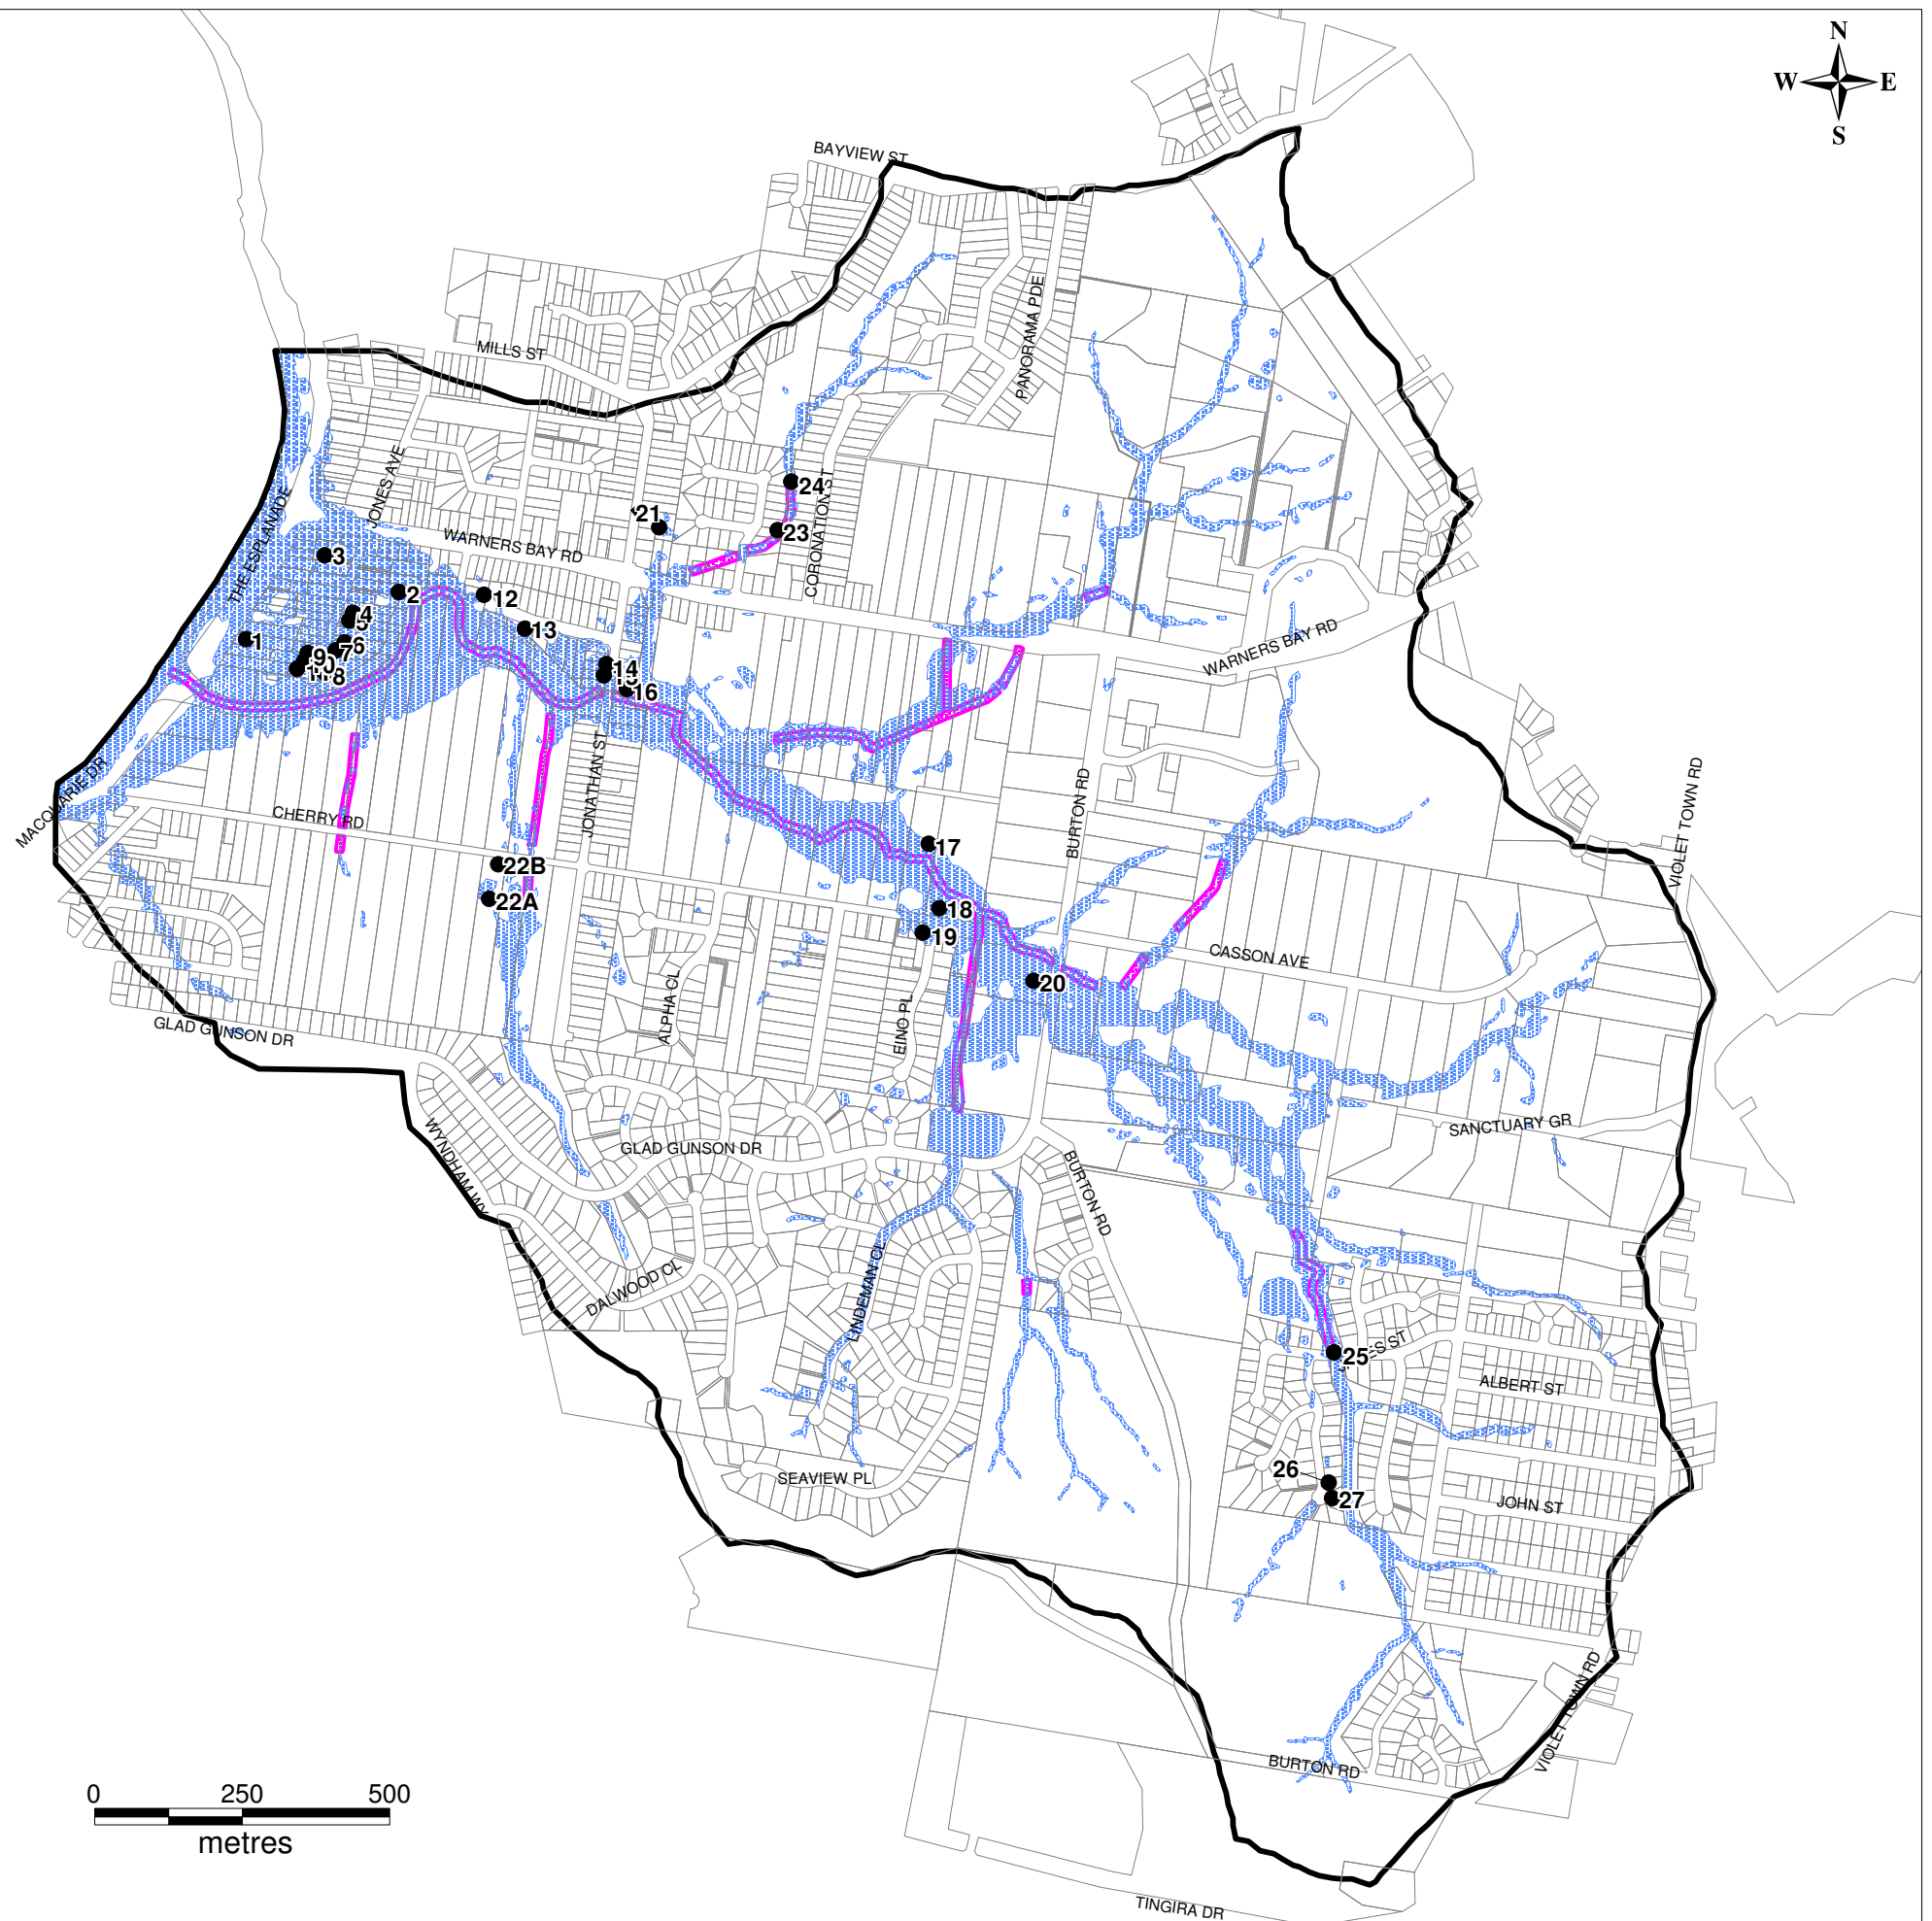 N
W E
S
BAYVIEW ST
PANORAMA PDE
MILLS ST
JONES AVE
THE ESPLANADE
WARNERS BAY RD
CORONATION ST
24
23
21
3
2
12
4
5
13
1
6
7
9
8
14
16
WARNERS BAY RD
MACQUARIE DR
CHERRY RD
JONATHAN ST
BURTON RD
VIOLET TOWN RD
17
22B
22A
18
19
20
CASSON AVE
ALPHA CL
EINO PL
GLAD GUNSON DR
SANCTUARY GR
WYNDHAM WY
GLAD GUNSON DR
BURTON RD
LINDEMAN CL
DALWOOD CL
25
ALBERT ST
SEAVIEW PL
26
27
JOHN ST
VIOLET TOWN RD
BURTON RD
0 250 500
metres
TINGIRA DR